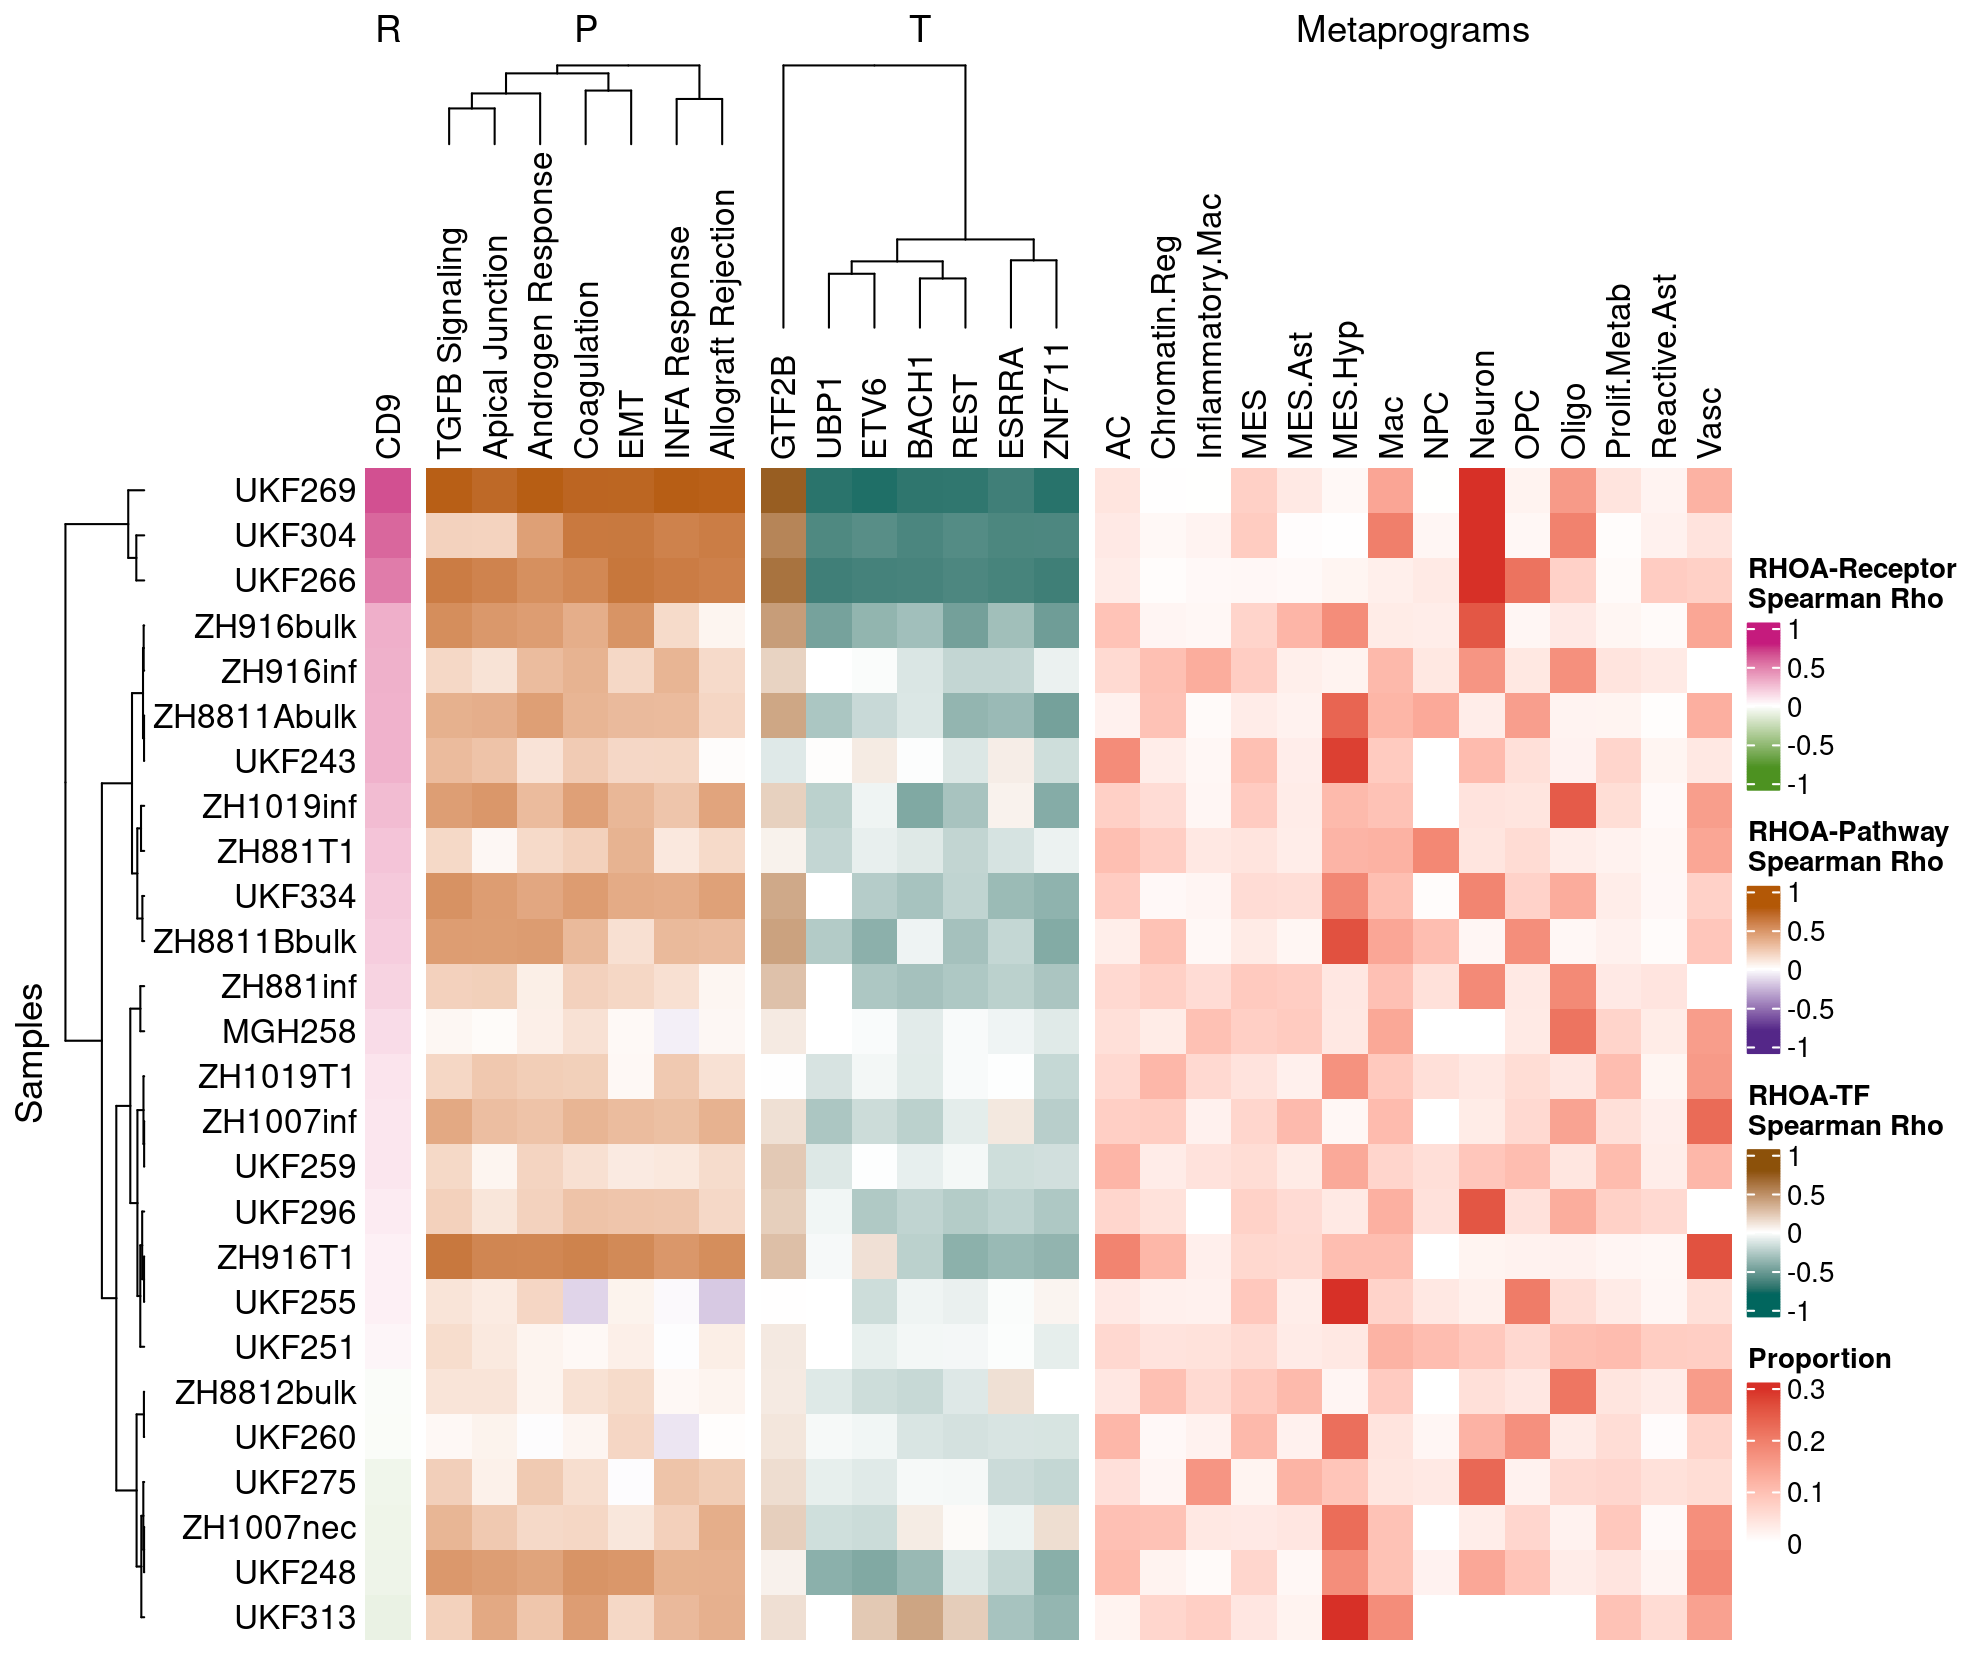 R P T Metaprograms
CD9
TGFB Signaling
Apical Junction
Androgen Response
Coagulation
EMT
INFA Response
Allograft Rejection
GTF2B
UBP1
ETV6
BACH1
REST
ESRRA
ZNF711
AC
Chromatin.Reg
Inflammatory.Mac
MES
MES.Ast
MES.Hyp
Mac
NPC
Neuron
OPC
Oligo
Prolif.Metab
Reactive.Ast
Vasc
Samples
UKF269
UKF304
UKF266
ZH916bulk
ZH916inf
ZH8811Abulk
UKF243
ZH1019inf
ZH881T1
UKF334
ZH8811Bbulk
ZH881inf
MGH258
ZH1019T1
ZH1007inf
UKF259
UKF296
ZH916T1
UKF255
UKF251
ZH8812bulk
UKF260
UKF275
ZH1007nec
UKF248
UKF313
RHOA-Receptor
Spearman Rho
1
0.5
0
-0.5
-1
RHOA-Pathway
Spearman Rho
1
0.5
0
-0.5
-1
RHOA-TF
Spearman Rho
1
0.5
0
-0.5
-1
Proportion
0.3
0.2
0.1
0